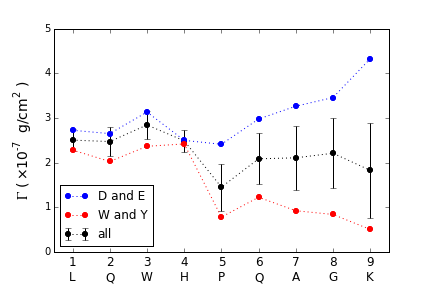 5
4
3
2
1
0
Γ ( ×10⁻⁷ g/cm² )
D and E
W and Y
all
1 2 3 4 5 6 7 8 9
L Q W H P Q A G K